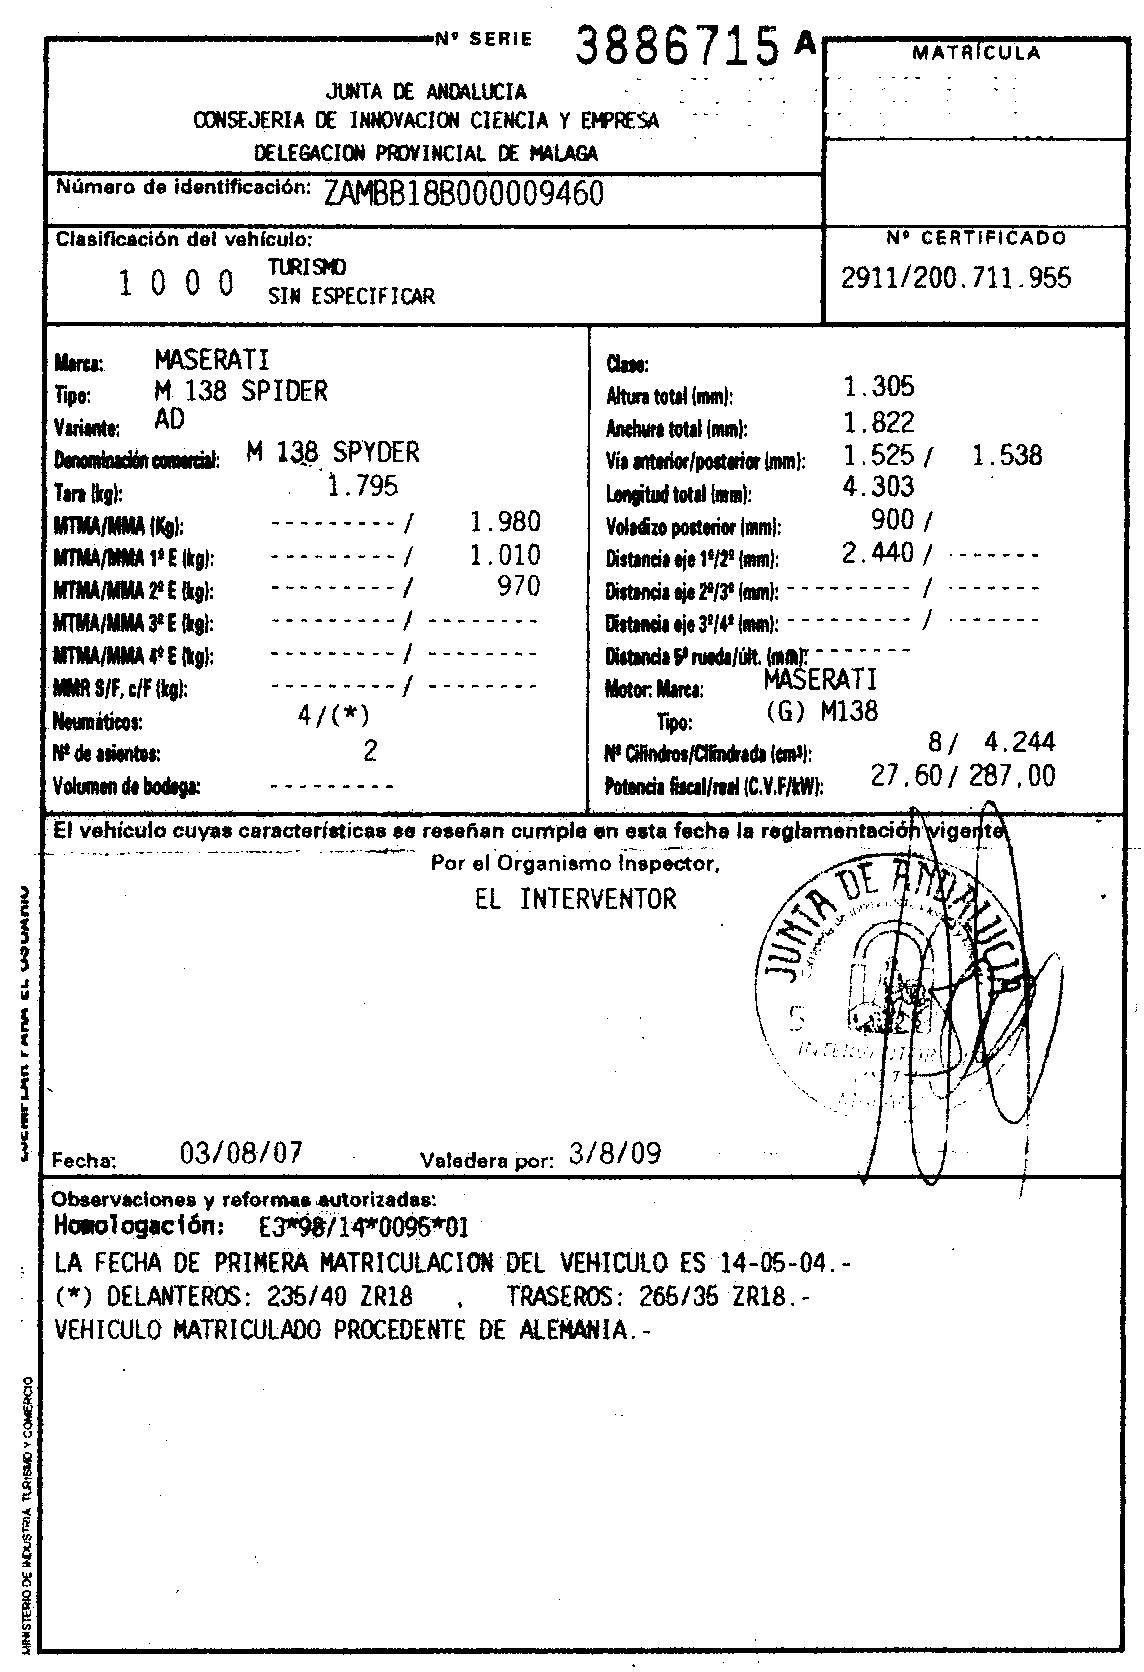 Nº SERIE 3886715 A
MATRÍCULA
JUNTA DE ANDALUCIA
CONSEJERIA DE INNOVACION CIENCIA Y EMPRESA
DELEGACION PROVINCIAL DE MALAGA
Número de identificación: ZAMBB18B000009460
Clasificación del vehículo:
1 0 0 0 TURISMO
SIN ESPECIFICAR
Nº CERTIFICADO
2911/200.711.955
Marca: MASERATI
Tipo: M 138 SPIDER
Variante: AD
Denominación comercial: M 138 SPYDER
Tara (kg): 1.795
MTMA/MMA (Kg): - - - - - - - - - / 1.980
MTMA/MMA 1º E (kg): - - - - - - - - - / 1.010
MTMA/MMA 2º E (kg): - - - - - - - - - / 970
MTMA/MMA 3º E (kg): - - - - - - - - - / - - - - - - - -
MTMA/MMA 4º E (kg): - - - - - - - - - / - - - - - - - -
MMR S/F, c/F (kg): - - - - - - - - - / - - - - - - - -
Neumáticos: 4/(*)
Nº de asientos: 2
Volumen de bodega: - - - - - - - - -
Clase:
Altura total (mm): 1.305
Anchura total (mm): 1.822
Vía anterior/posterior (mm): 1.525 / 1.538
Longitud total (mm): 4.303
Voladizo posterior (mm): 900 /
Distancia eje 1º/2º (mm): 2.440 / - - - - - - -
Distancia eje 2º/3º (mm): - - - - - - - - - / - - - - - - -
Distancia eje 3º/4º (mm): - - - - - - - - - / - - - - - - -
Distancia 5ª rueda/últ. (mm): - - - - - - -
Motor: Marca: MASERATI
Tipo: (G) M138
Nº Cilindros/Cilindrada (cm³): 8/ 4.244
Potencia fiscal/real (C.V.F/kW): 27,60/ 287,00
El vehículo cuyas características se reseñan cumple en esta fecha la reglamentación vigente
Por el Organismo Inspector,
EL INTERVENTOR
JUNTA DE ANDALUCIA
Fecha: 03/08/07 Valedera por: 3/8/09
Observaciones y reformas autorizadas:
Homologación: E3*98/14*0095*01
LA FECHA DE PRIMERA MATRICULACION DEL VEHICULO ES 14-05-04.-
(*) DELANTEROS: 235/40 ZR18 , TRASEROS: 265/35 ZR18.-
VEHICULO MATRICULADO PROCEDENTE DE ALEMANIA.-
EJEMPLAR PARA EL USUARIO
MINISTERIO DE INDUSTRIA, TURISMO Y COMERCIO